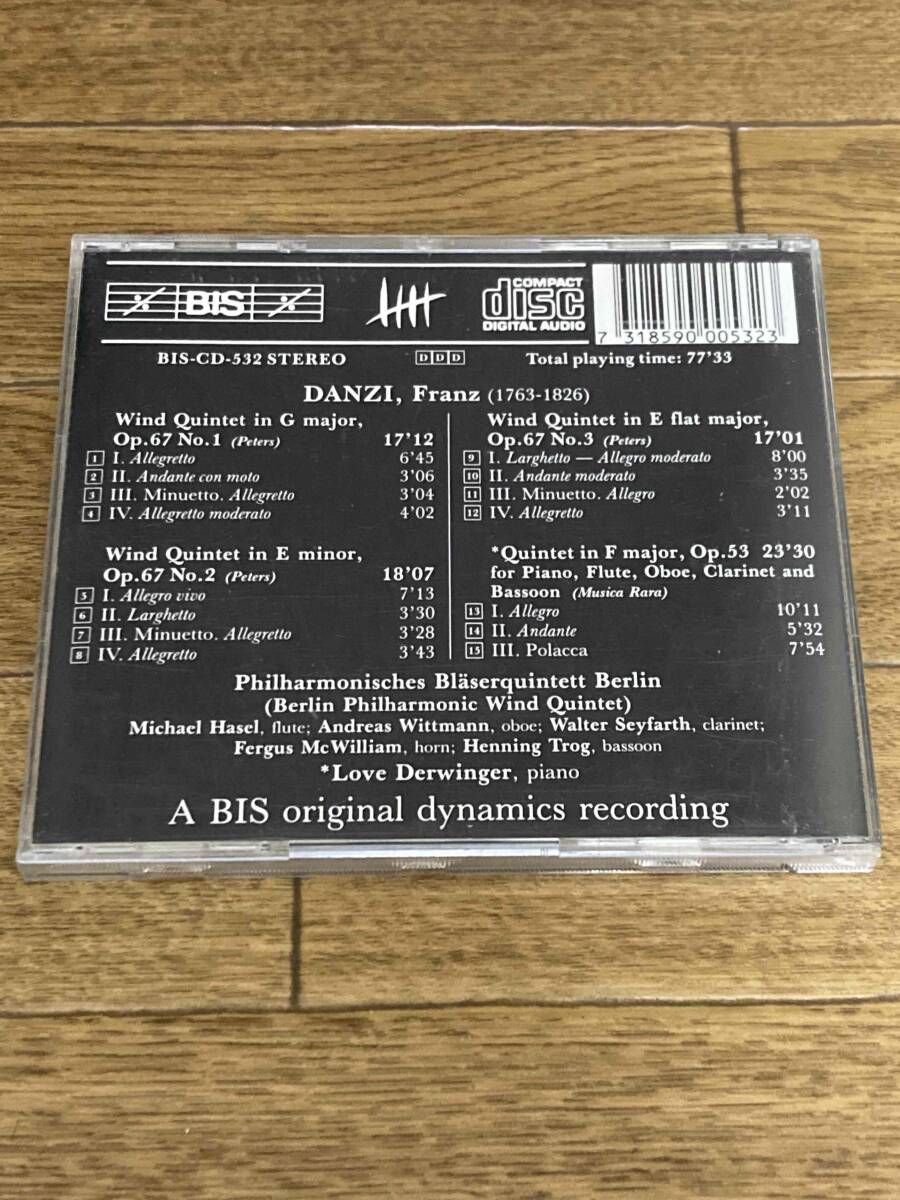 BIS
COMPACT
disc
DIGITAL AUDIO
7 318590 005323
BIS-CD-532 STEREO
D D D
Total playing time: 77'33
DANZI, Franz (1763-1826)
Wind Quintet in G major,
Op.67 No.1 (Peters) 17'12
1 I. Allegretto 6'45
2 II. Andante con moto 3'06
3 III. Minuetto. Allegretto 3'04
4 IV. Allegretto moderato 4'02
Wind Quintet in E minor,
Op.67 No.2 (Peters) 18'07
5 I. Allegro vivo 7'13
6 II. Larghetto 3'30
7 III. Minuetto. Allegretto 3'28
8 IV. Allegretto 3'43
Wind Quintet in E flat major,
Op.67 No.3 (Peters) 17'01
9 I. Larghetto — Allegro moderato 8'00
10 II. Andante moderato 3'35
11 III. Minuetto. Allegro 2'02
12 IV. Allegretto 3'11
*Quintet in F major, Op.53 23'30
for Piano, Flute, Oboe, Clarinet and
Bassoon (Musica Rara)
13 I. Allegro 10'11
14 II. Andante 5'32
15 III. Polacca 7'54
Philharmonisches Bläserquintett Berlin
(Berlin Philharmonic Wind Quintet)
Michael Hasel, flute; Andreas Wittmann, oboe; Walter Seyfarth, clarinet;
Fergus McWilliam, horn; Henning Trog, bassoon
*Love Derwinger, piano
A BIS original dynamics recording